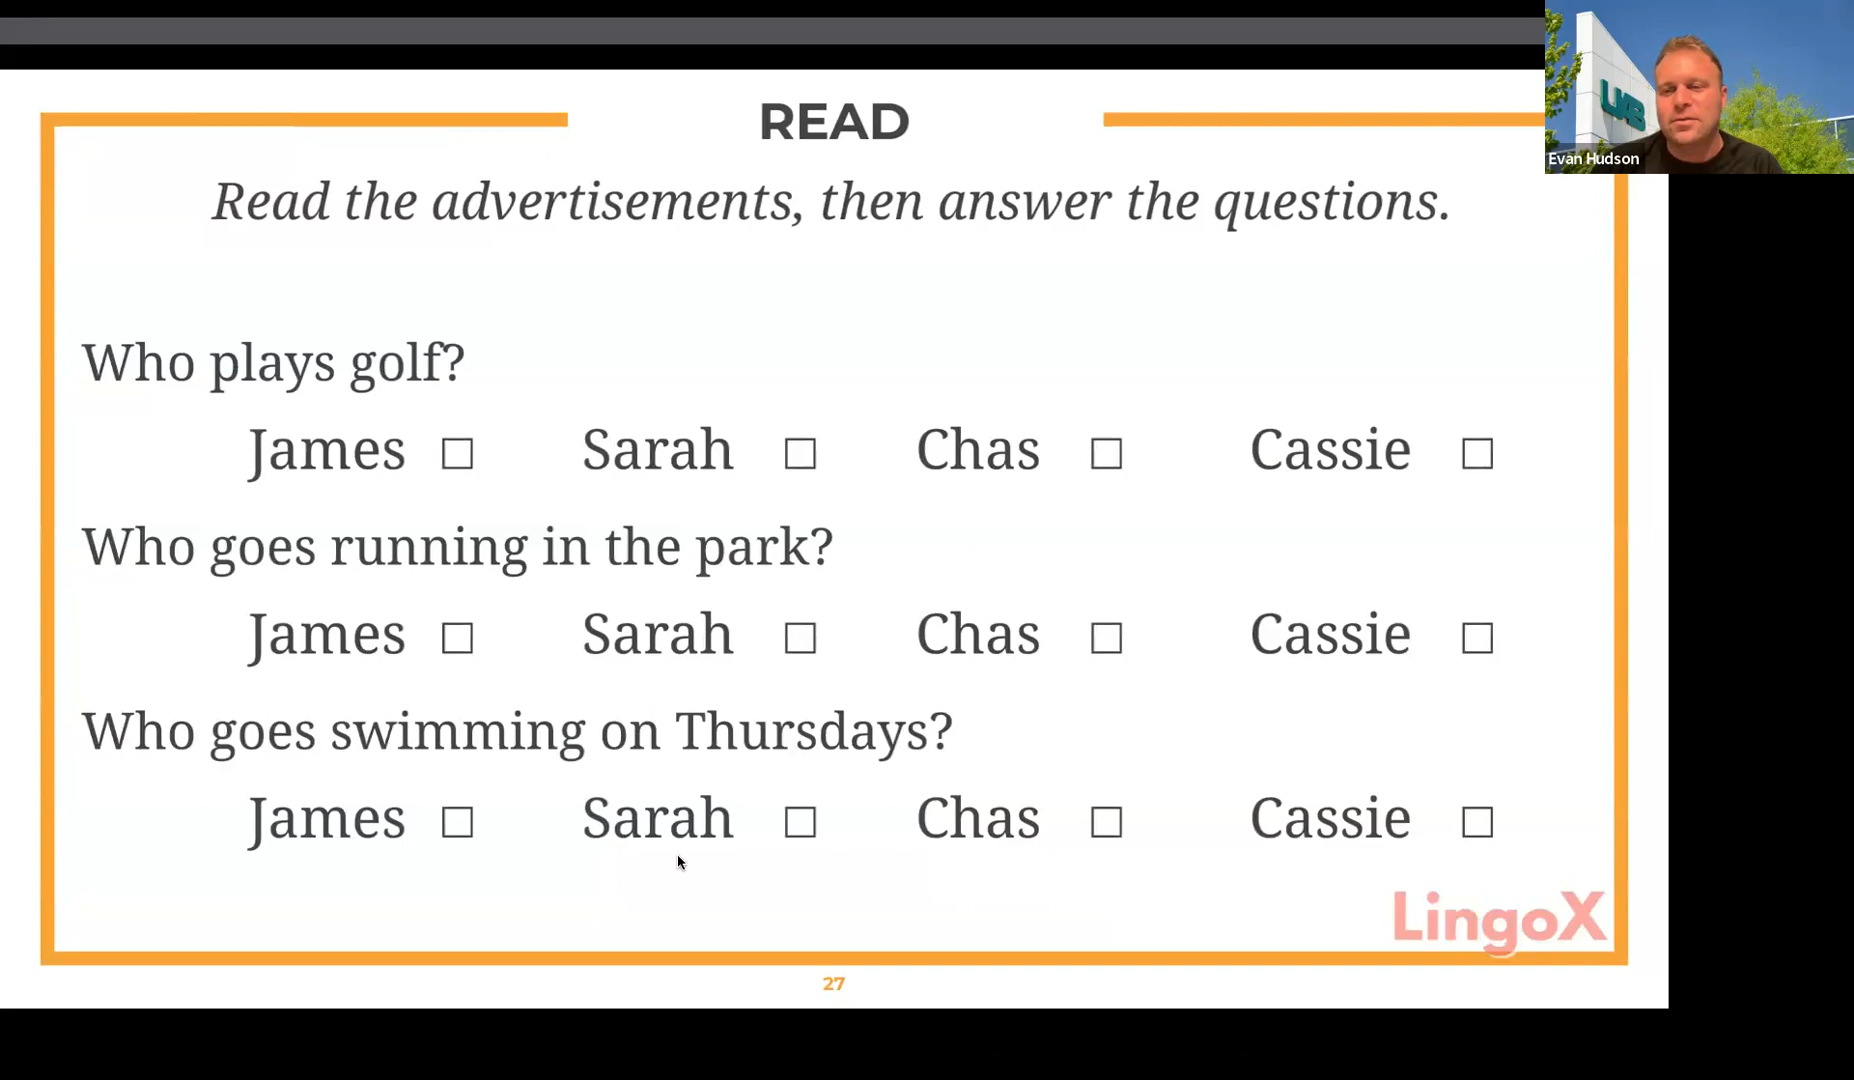 READ
Read the advertisements, then answer the questions.
Who plays golf?
James □ Sarah □ Chas □ Cassie □
Who goes running in the park?
James □ Sarah □ Chas □ Cassie □
Who goes swimming on Thursdays?
James □ Sarah □ Chas □ Cassie □
LingoX
27
UAB
Evan Hudson